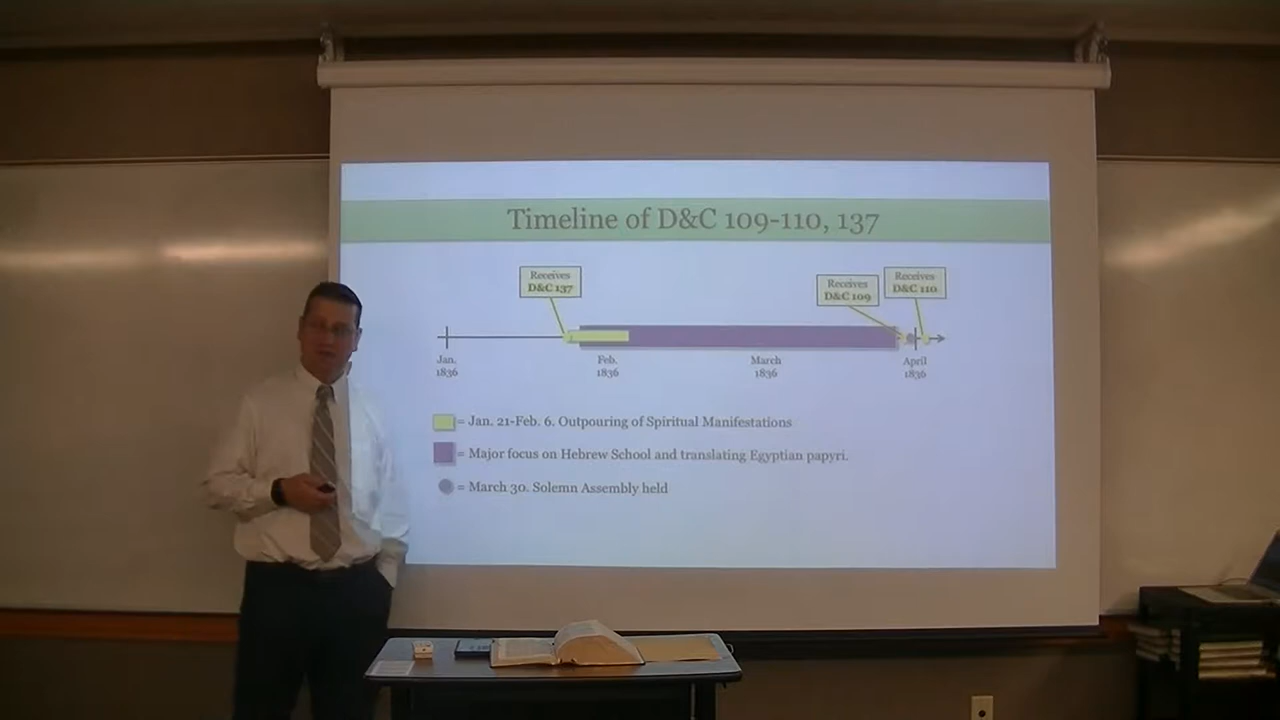 Timeline of D&C 109-110, 137
Receives
D&C 137
Receives
D&C 109
Receives
D&C 110
Jan.
1836
Feb.
1836
March
1836
April
1836
= Jan. 21-Feb. 6. Outpouring of Spiritual Manifestations
= Major focus on Hebrew School and translating Egyptian papyri.
= March 30. Solemn Assembly held